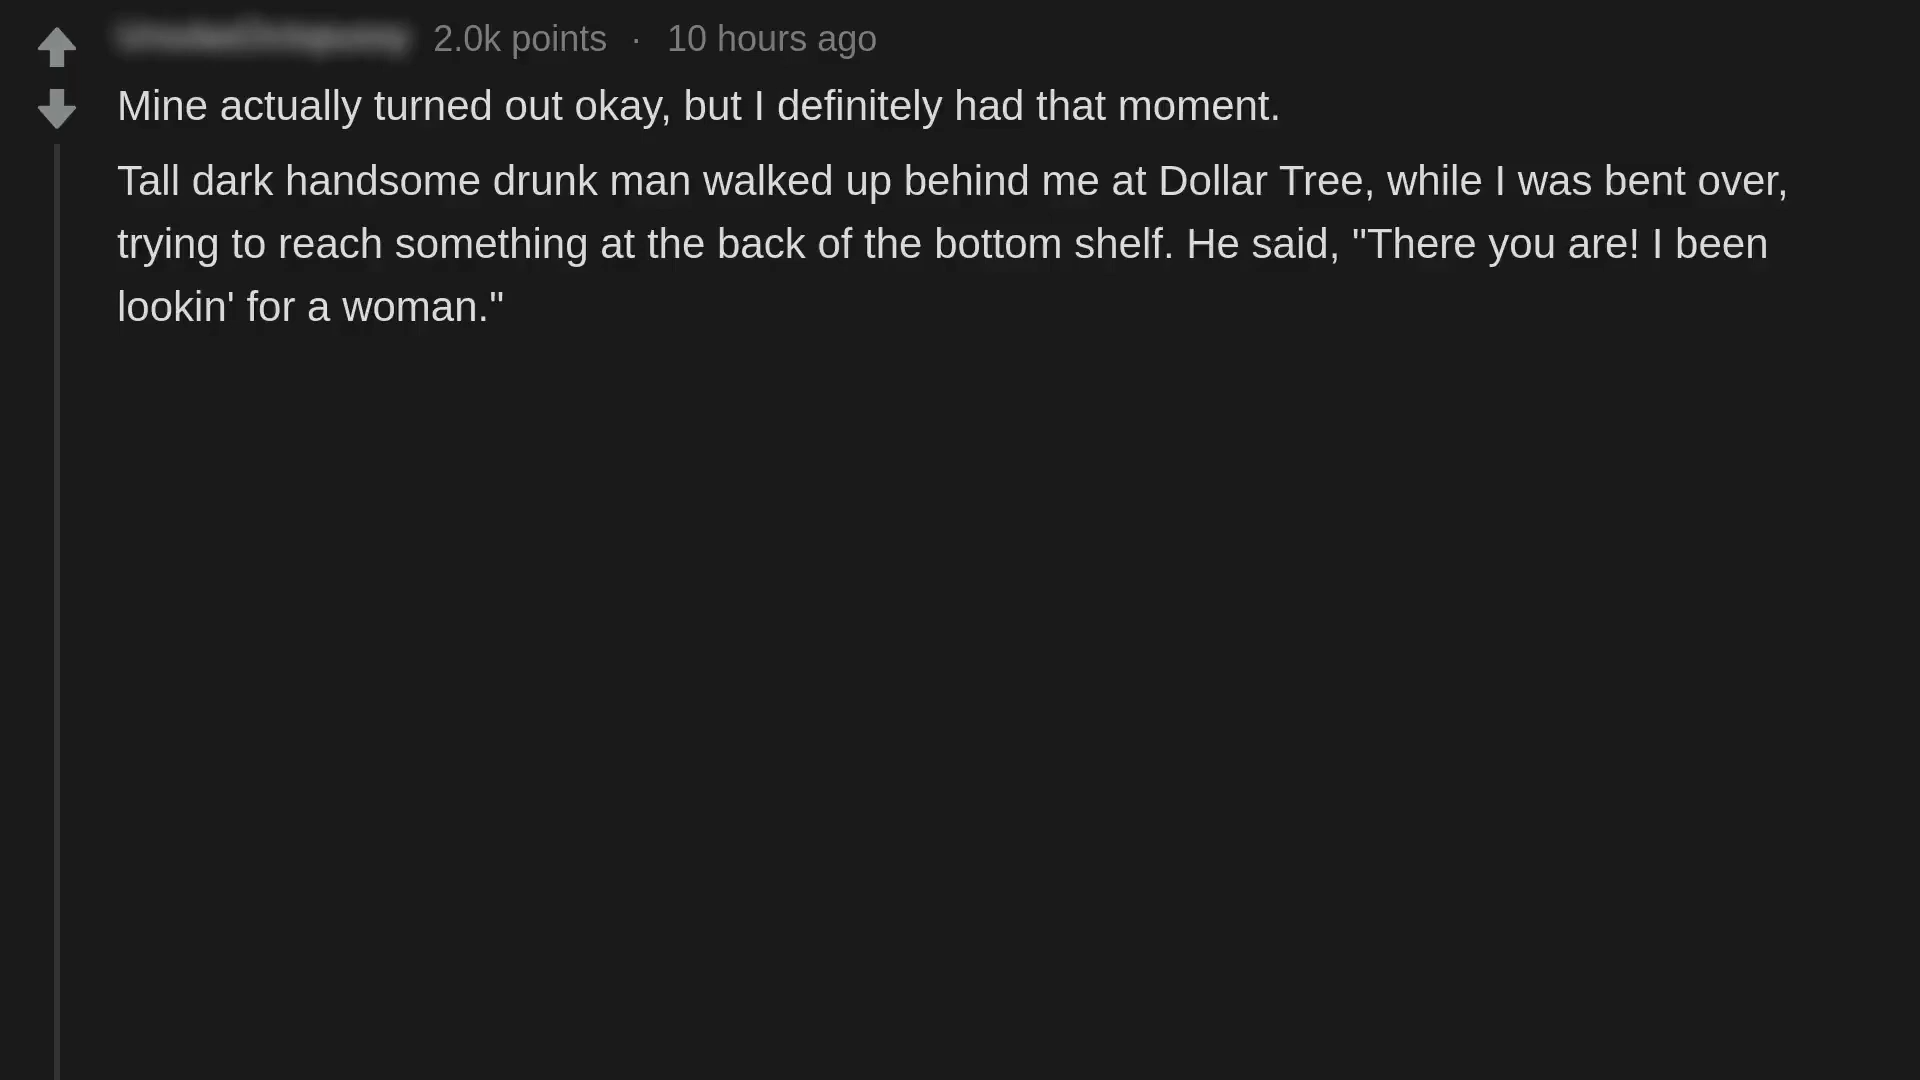 2.0k points · 10 hours ago
Mine actually turned out okay, but I definitely had that moment.
Tall dark handsome drunk man walked up behind me at Dollar Tree, while I was bent over,
trying to reach something at the back of the bottom shelf. He said, "There you are! I been
lookin' for a woman."